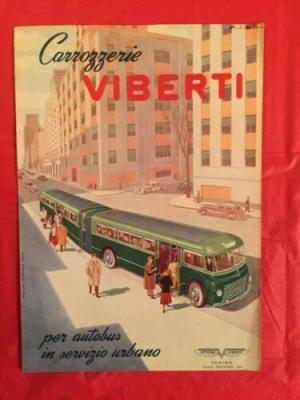 Carrozzerie
VIBERTI
per autobus
in servizio urbano
TORINO